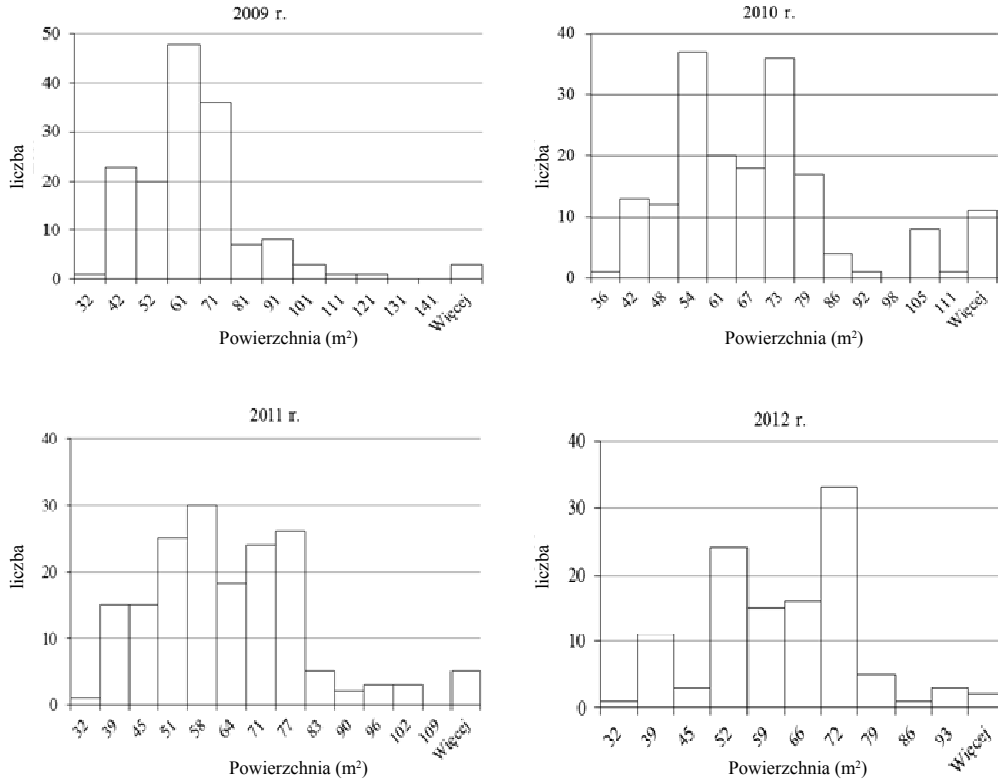 2009 r.
50
40
30
20
10
0
liczba
32 42 52 61 71 81 91 101 111 121 131 141 Więcej
Powierzchnia (m²)
2010 r.
40
30
20
10
0
liczba
36 42 48 54 61 67 73 79 86 92 98 105 111 Więcej
Powierzchnia (m²)
2011 r.
40
30
20
10
0
liczba
32 39 45 51 58 64 71 77 83 90 96 102 109 Więcej
Powierzchnia (m²)
2012 r.
40
30
20
10
0
liczba
32 39 45 52 59 66 72 79 86 93 Więcej
Powierzchnia (m²)